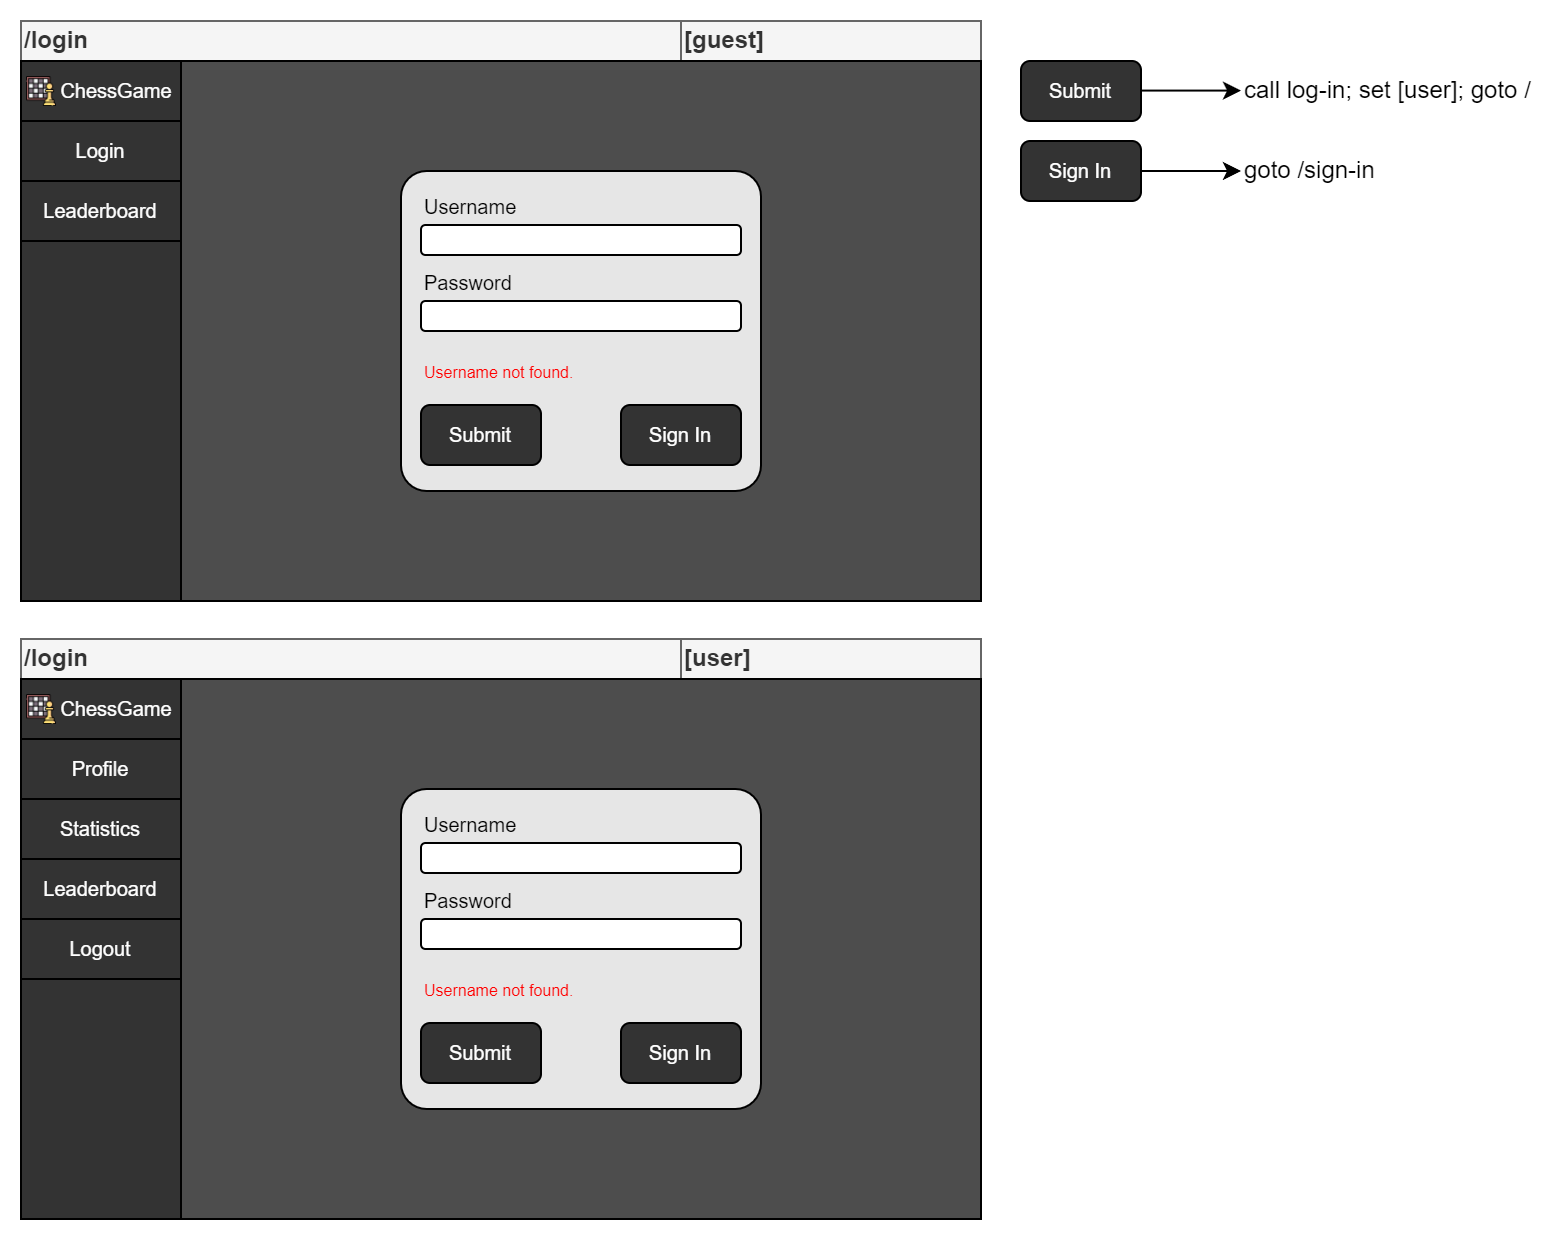 /login
[guest]
ChessGame
Login
Leaderboard
Username
Password
Username not found.
Submit
Sign In
Submit
call log-in; set [user]; goto /
Sign In
goto /sign-in
/login
[user]
ChessGame
Profile
Statistics
Leaderboard
Logout
Username
Password
Username not found.
Submit
Sign In